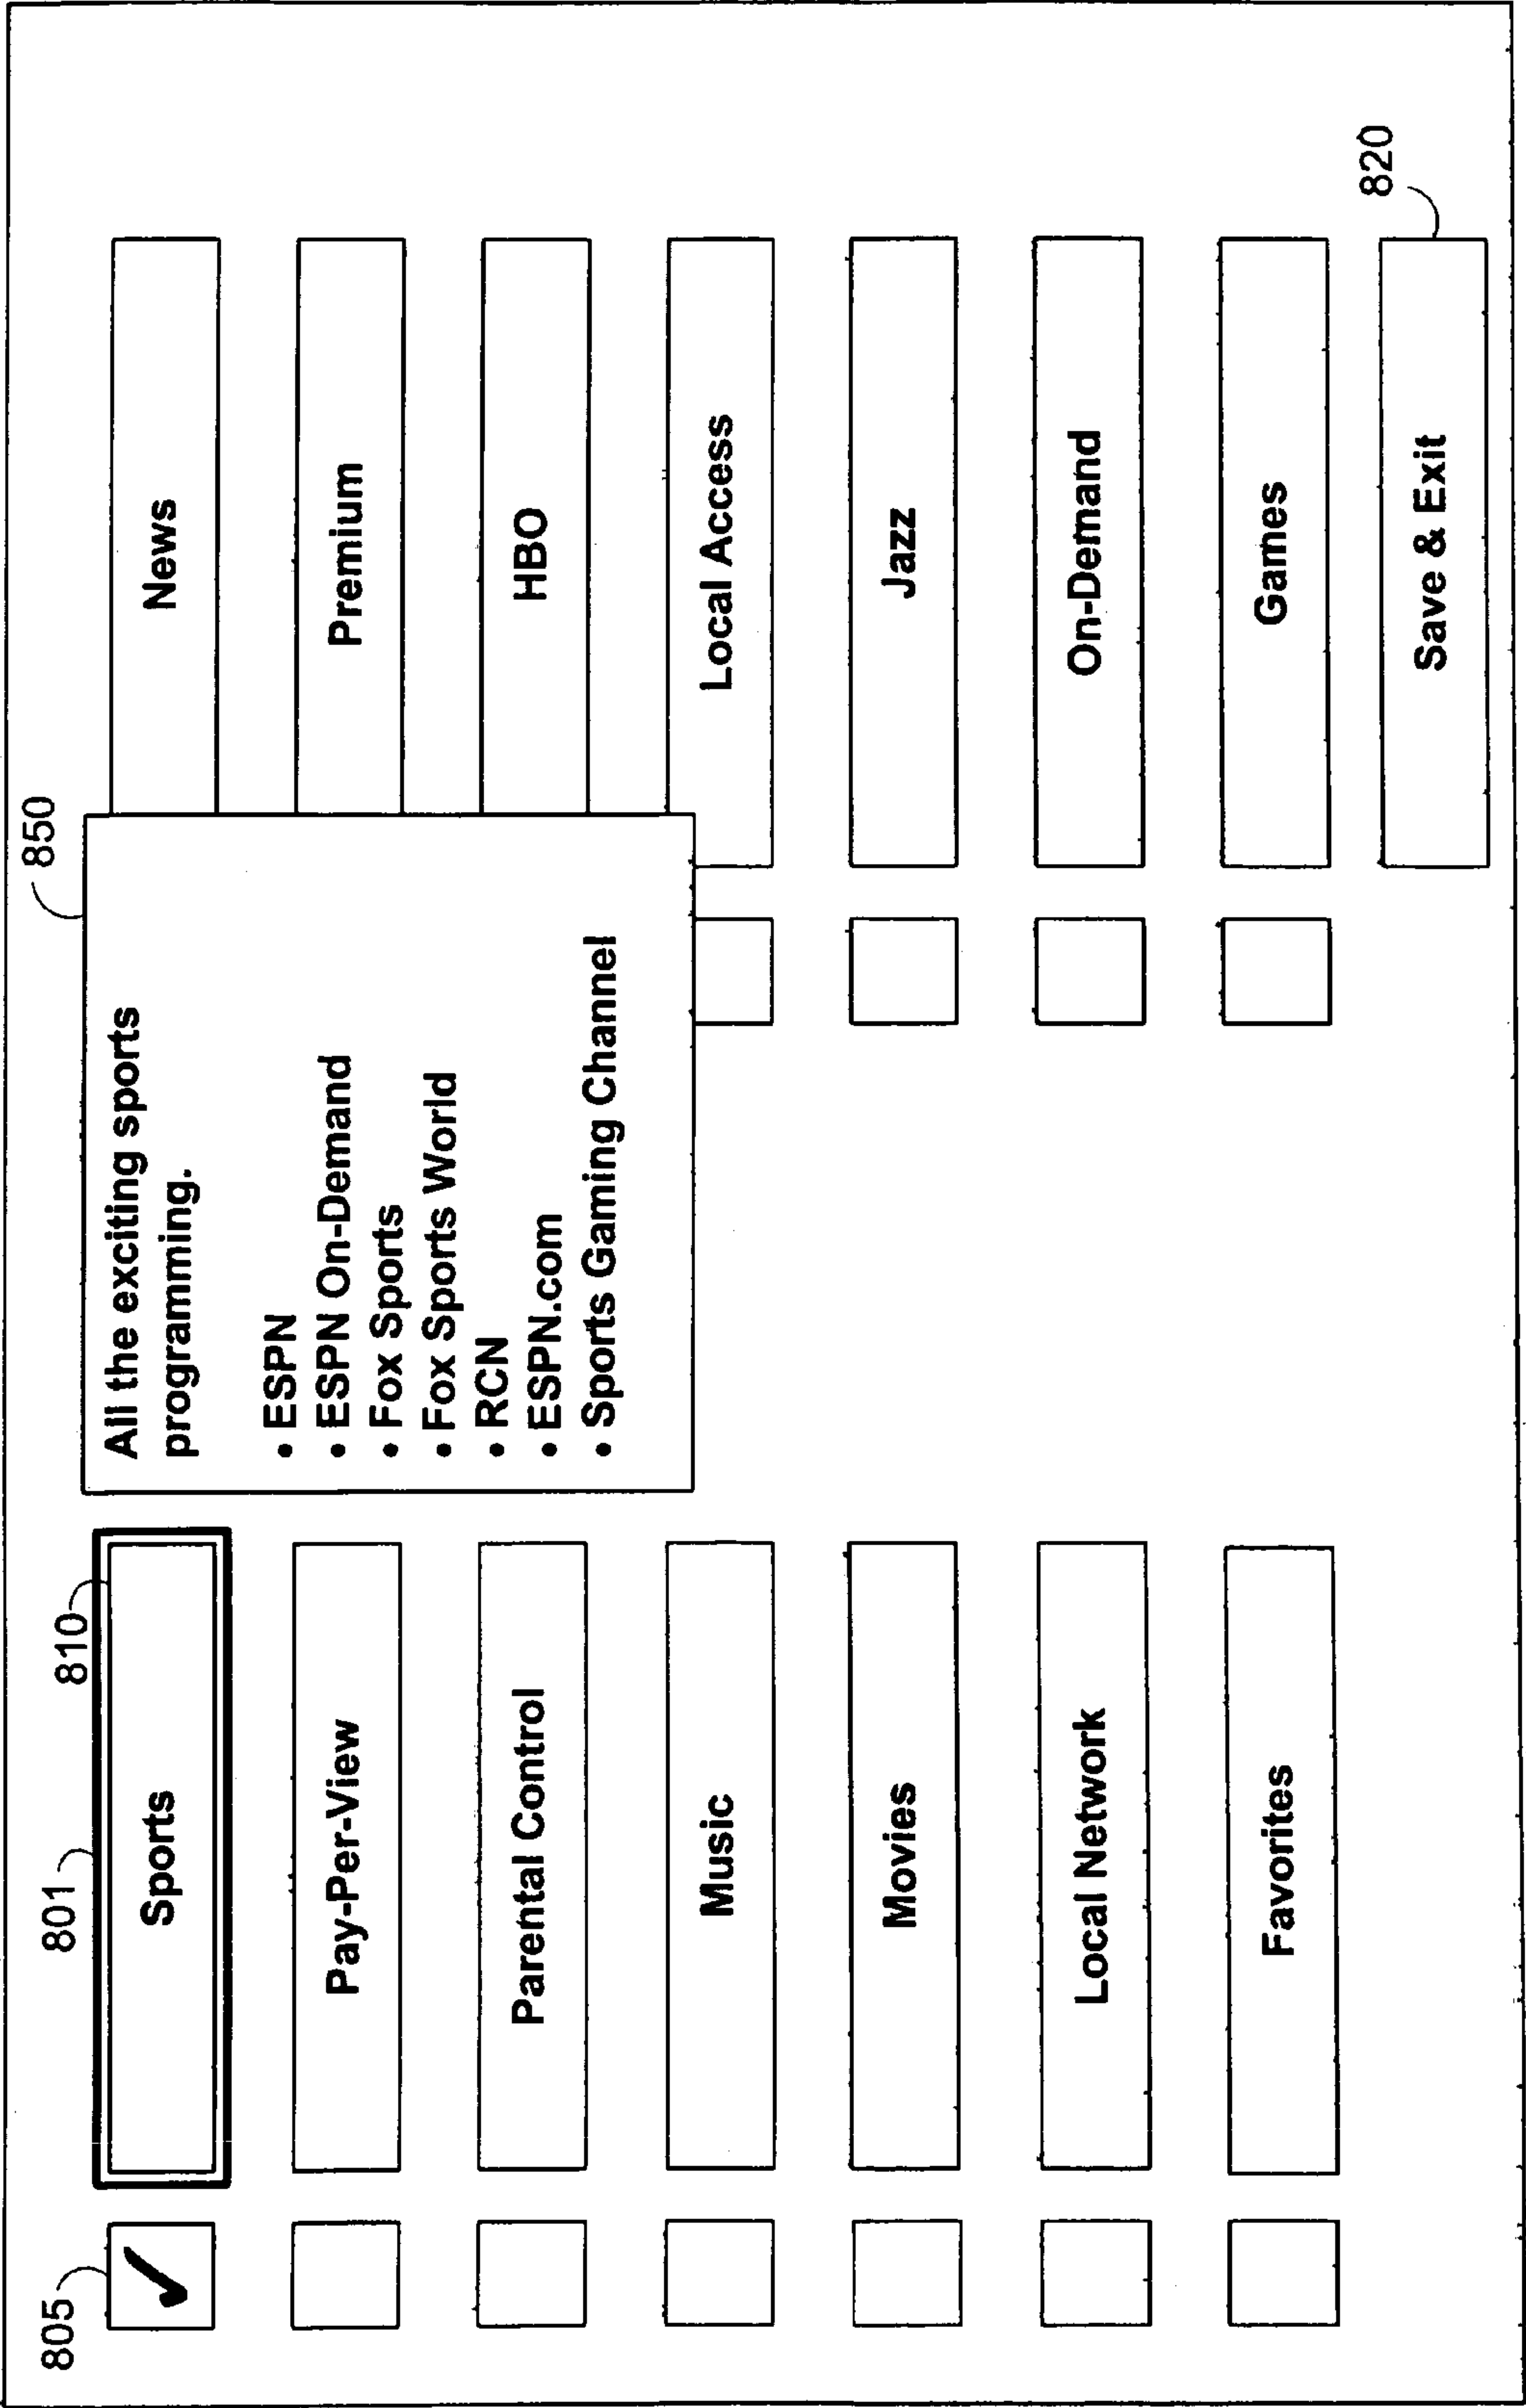 805
801
810
850
Sports
Pay-Per-View
Parental Control
Music
Movies
Local Network
Favorites
All the exciting sports
programming.
• ESPN
• ESPN On-Demand
• Fox Sports
• Fox Sports World
• RCN
• ESPN.com
• Sports Gaming Channel
News
Premium
HBO
Local Access
Jazz
On-Demand
Games
Save & Exit
820